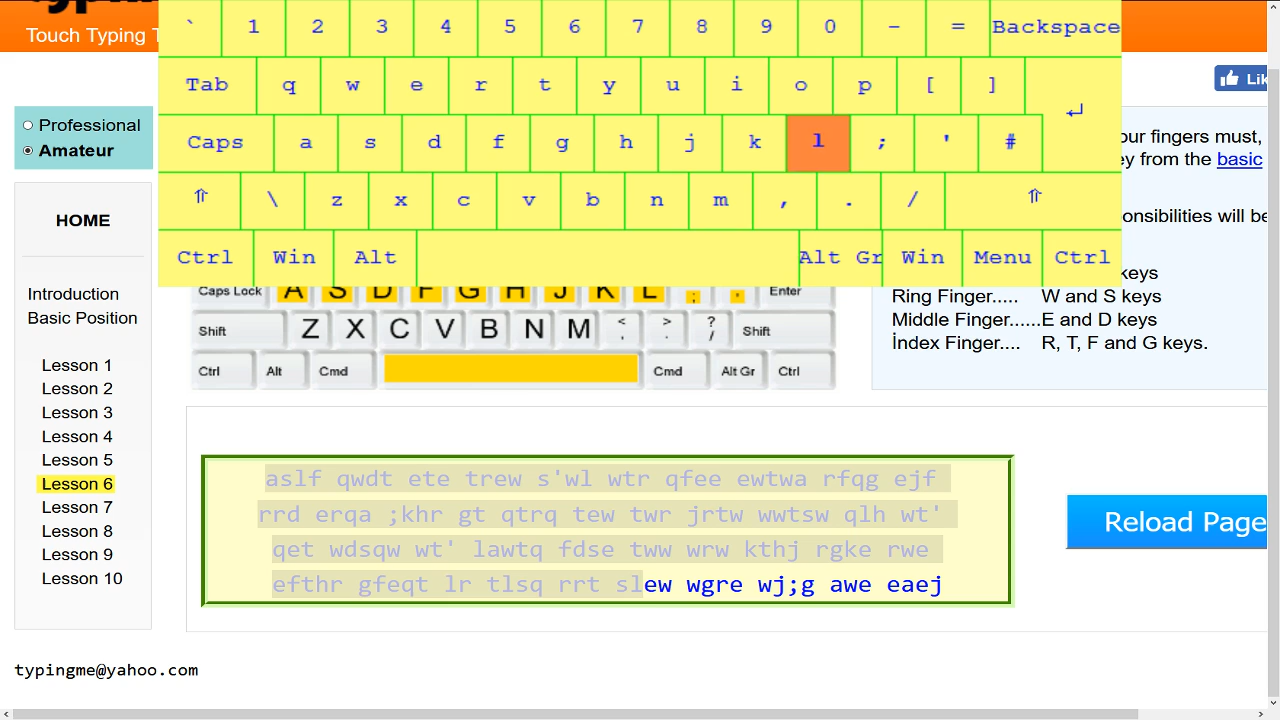 Touch Typing T
` 1 2 3 4 5 6 7 8 9 0 - = Backspace
Tab q w e r t y u i o p [ ] ↵
Caps a s d f g h j k l ; ' #
⇑ \ z x c v b n m , . / ⇑
Ctrl Win Alt Alt Gr Win Menu Ctrl
Lik
Professional
Amateur
HOME
Introduction
Basic Position
Lesson 1
Lesson 2
Lesson 3
Lesson 4
Lesson 5
Lesson 6
Lesson 7
Lesson 8
Lesson 9
Lesson 10
Caps Lock A S D F G H J K L ; ' Enter
Shift Z X C V B N M < , > . ? / Shift
Ctrl Alt Cmd Cmd Alt Gr Ctrl
our fingers must,
ey from the basic
onsibilities will be
keys
Ring Finger..... W and S keys
Middle Finger......E and D keys
İndex Finger.... R, T, F and G keys.
aslf qwdt ete trew s'wl wtr qfee ewtwa rfqg ejf
rrd erqa ;khr gt qtrq tew twr jrtw wwtsw qlh wt'
qet wdsqw wt' lawtq fdse tww wrw kthj rgke rwe
efthr gfeqt lr tlsq rrt slew wgre wj;g awe eaej
Reload Page
typingme@yahoo.com